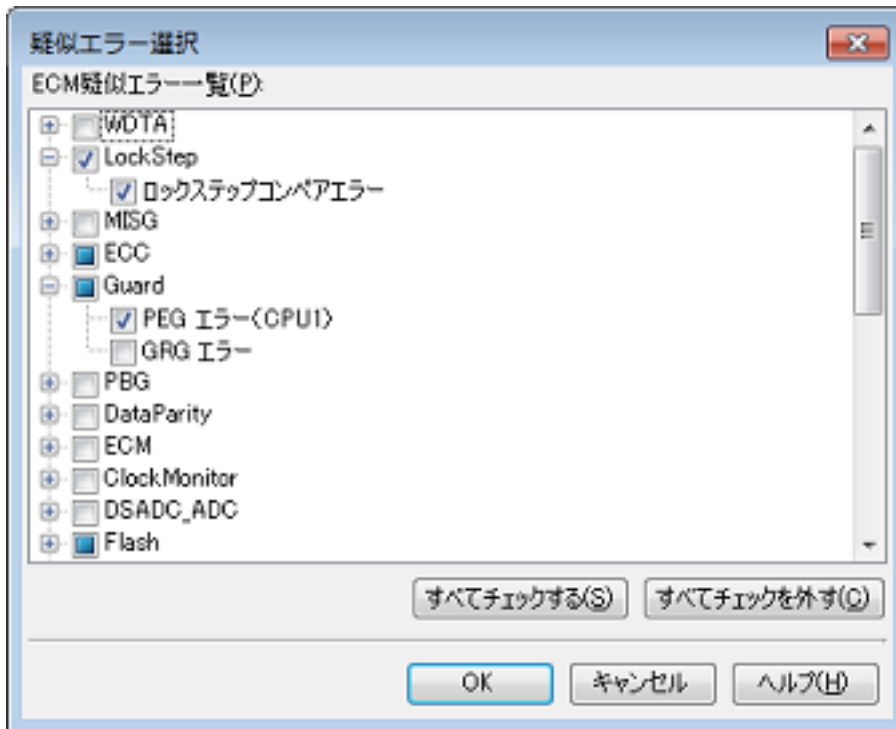 疑似エラー選択
ECM疑似エラー一覧(P):
WDTA
LockStep
ロックステップコンペアエラー
MISG
ECC
Guard
PEG エラー(CPU1)
GRG エラー
PBG
DataParity
ECM
ClockMonitor
DSADC_ADC
Flash
すべてチェックする(S)
すべてチェックを外す(C)
OK
キャンセル
ヘルプ(H)